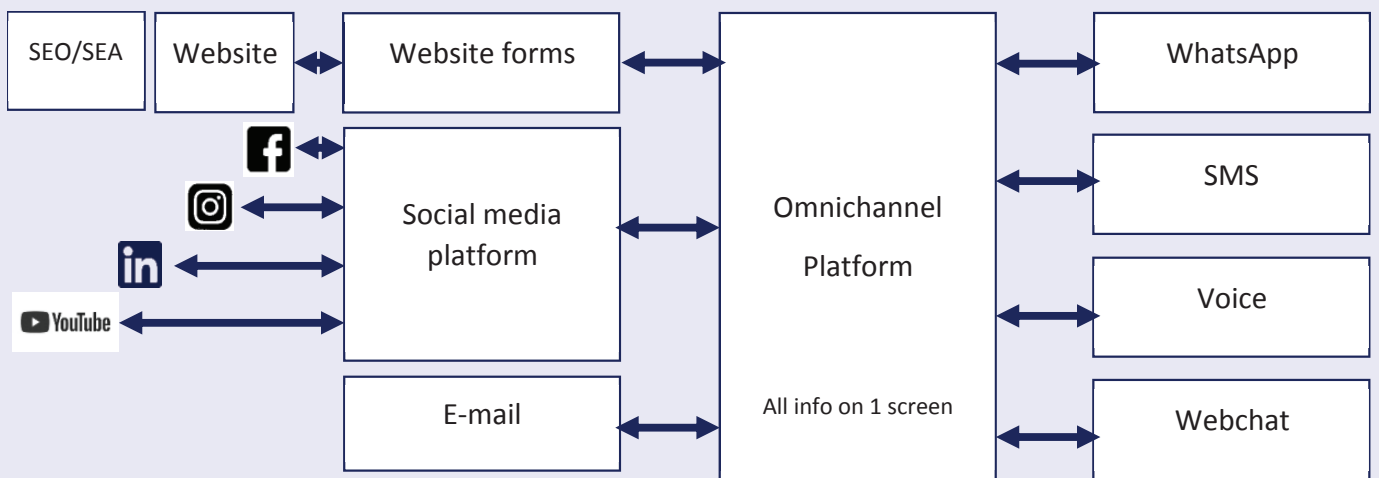 SEO/SEA
Website
Website forms
WhatsApp
f
SMS
Social media
platform
in
YouTube
Omnichannel
Platform
Voice
E-mail
All info on 1 screen
Webchat